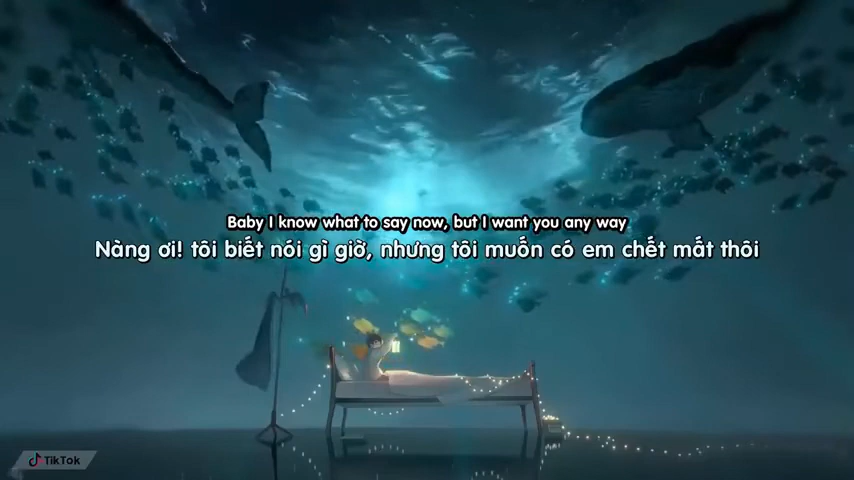 Baby I know what to say now, but I want you any way
Nàng ơi! tôi biết nói gì giờ, nhưng tôi muốn có em chết mất thôi
TikTok